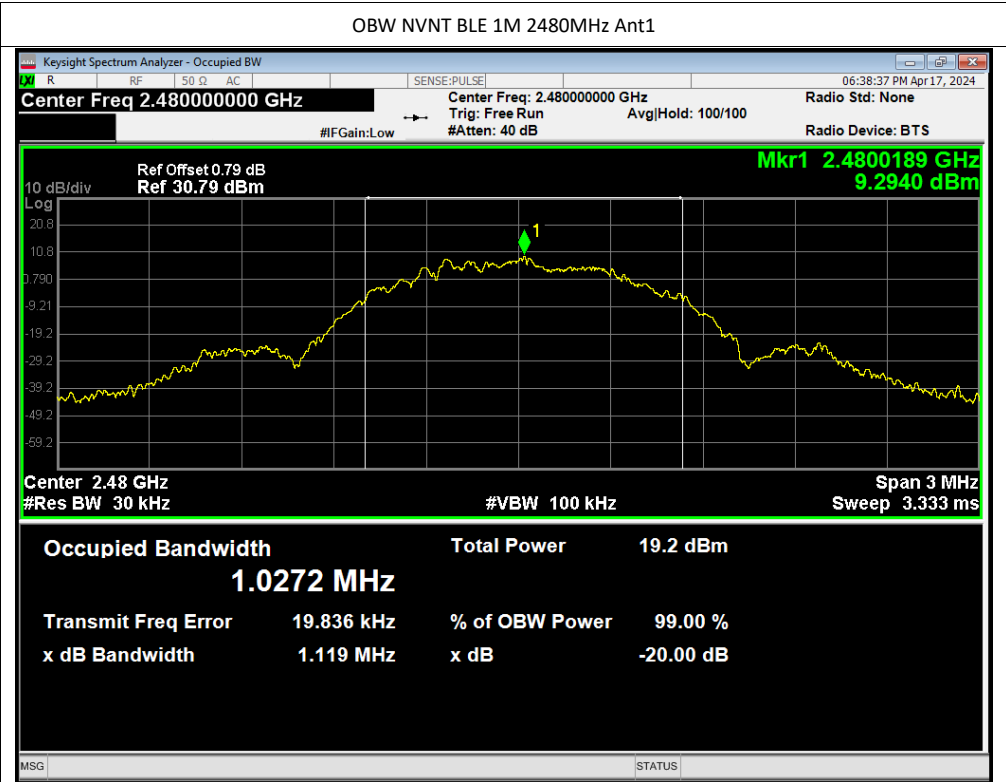 OBW NVNT BLE 1M 2480MHz Ant1
Keysight Spectrum Analyzer - Occupied BW
LXI R RF 50 Ω AC SENSE:PULSE 06:38:37 PM Apr 17, 2024
Center Freq 2.480000000 GHz Center Freq: 2.480000000 GHz Radio Std: None
Trig: Free Run Avg|Hold: 100/100
#IFGain:Low #Atten: 40 dB Radio Device: BTS
Mkr1 2.4800189 GHz
9.2940 dBm
Ref Offset 0.79 dB
10 dB/div Ref 30.79 dBm
Log
20.8
1
10.8
0.790
-9.21
-19.2
-29.2
-39.2
-49.2
-59.2
Center 2.48 GHz Span 3 MHz
#Res BW 30 kHz #VBW 100 kHz Sweep 3.333 ms
Occupied Bandwidth Total Power 19.2 dBm
1.0272 MHz
Transmit Freq Error 19.836 kHz % of OBW Power 99.00 %
x dB Bandwidth 1.119 MHz x dB -20.00 dB
MSG STATUS